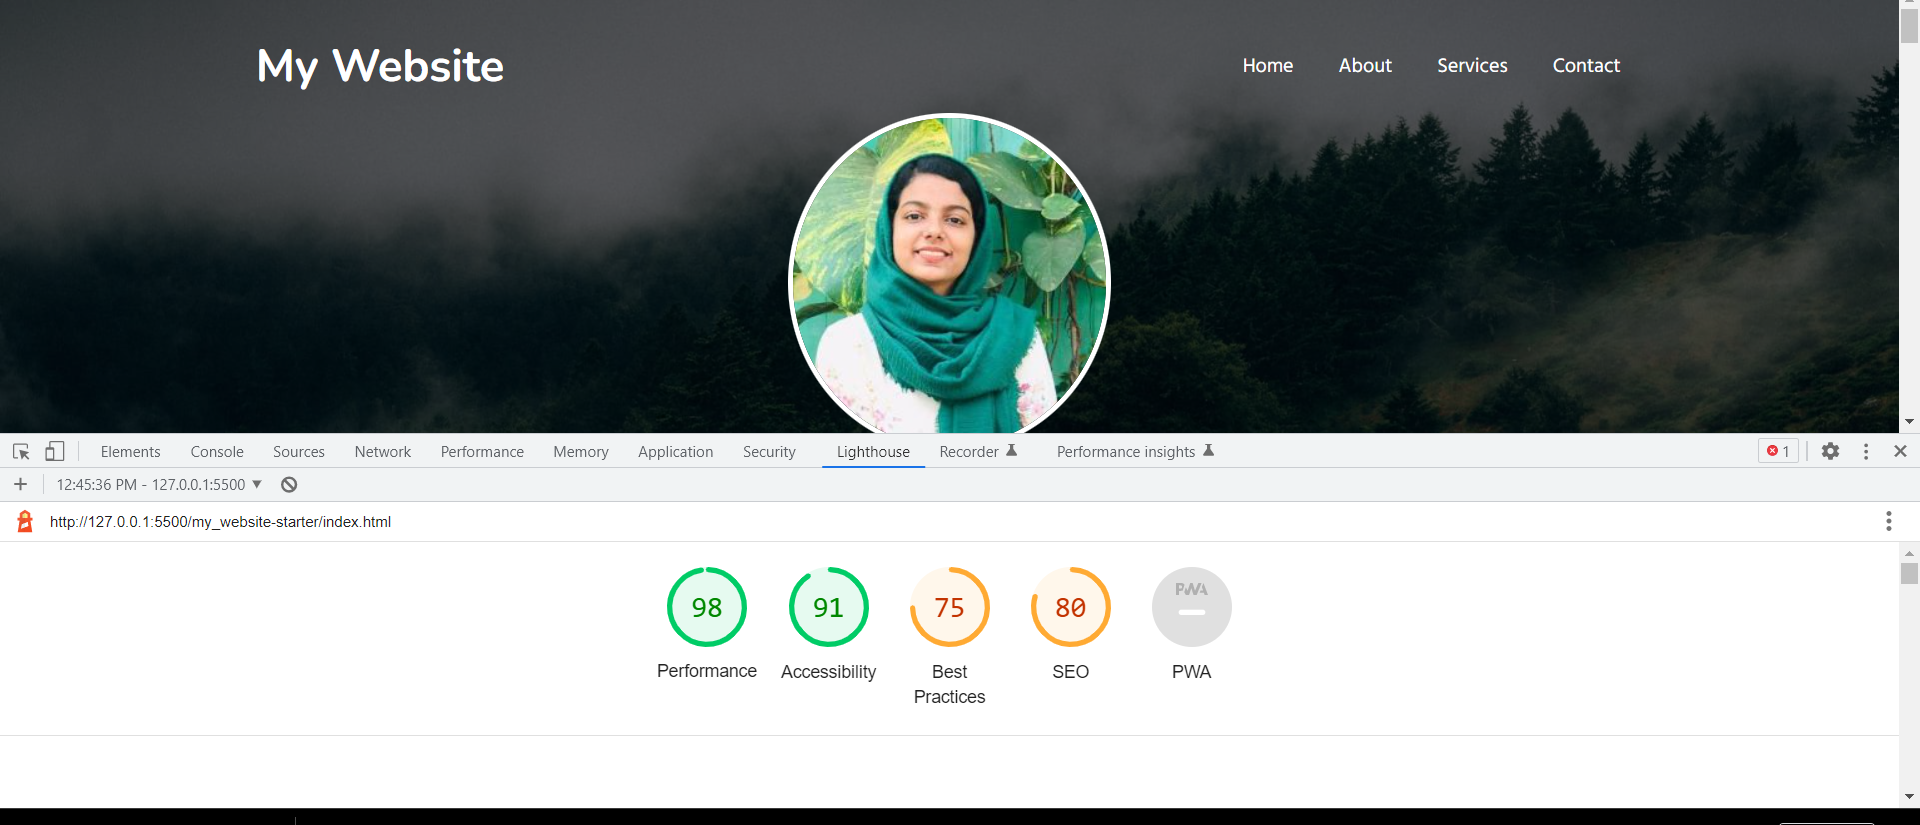 My Website
Home About Services Contact
Elements Console Sources Network Performance Memory Application Security Lighthouse Recorder Performance insights 1
12:45:36 PM - 127.0.0.1:5500
http://127.0.0.1:5500/my_website-starter/index.html
98 91 75 80 PWA
Performance Accessibility Best SEO PWA
Practices